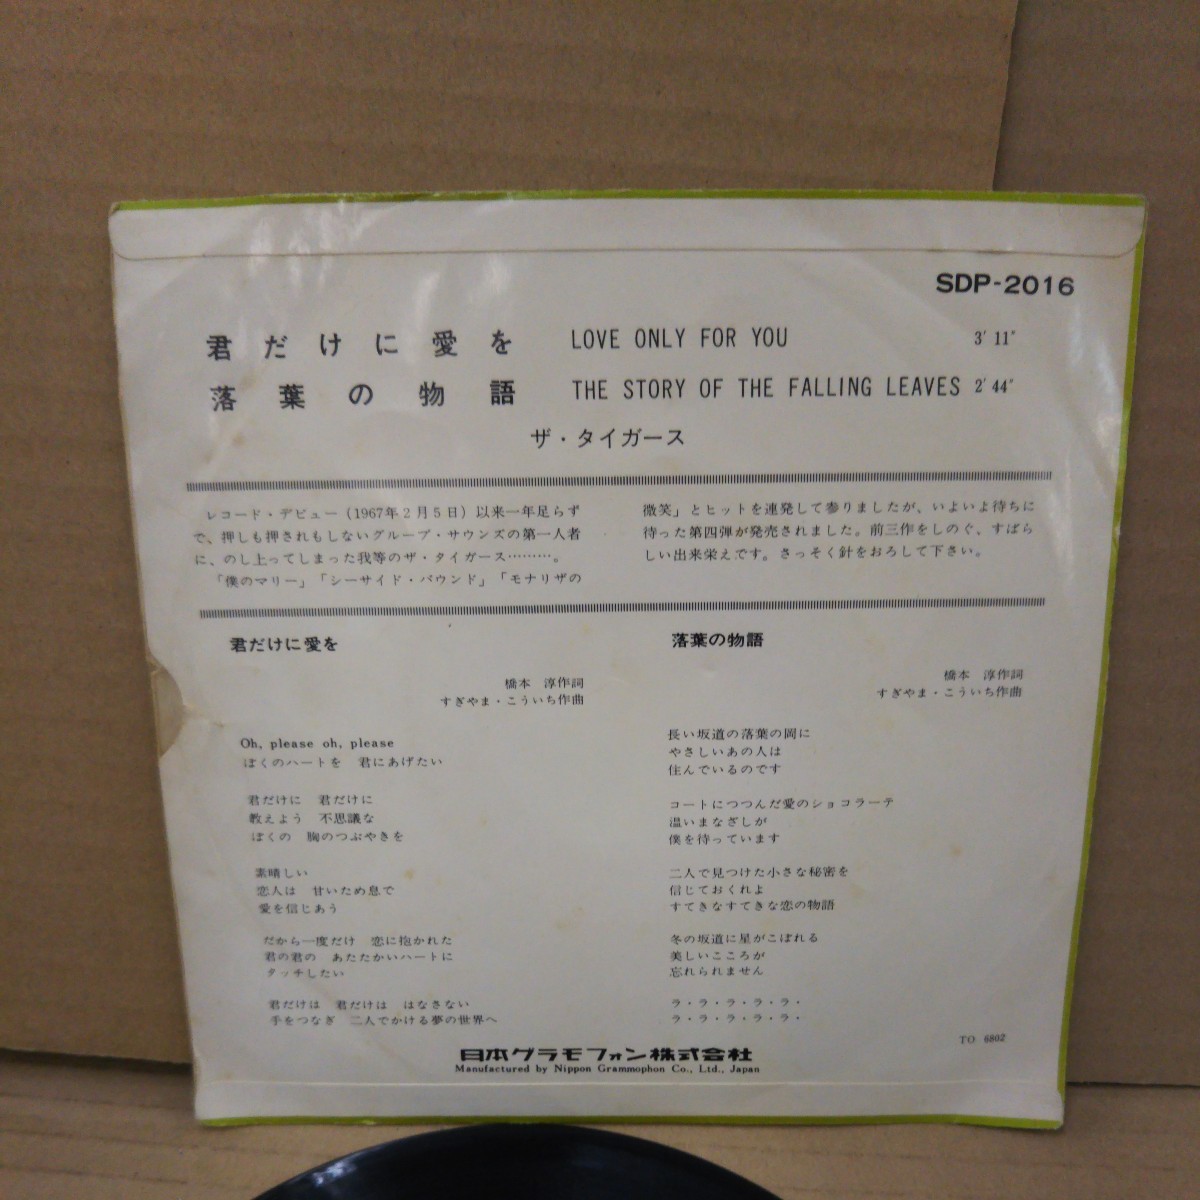 SDP-2016
君だけに愛を LOVE ONLY FOR YOU 3′11″
落葉の物語 THE STORY OF THE FALLING LEAVES 2′44″
ザ・タイガース
レコード・デビュー（1967年2月5日）以来一年足らず
で、押しも押されもしないグループ・サウンズの第一人者
に、のし上ってしまった我等のザ・タイガース………。
「僕のマリー」「シーサイド・バウンド」「モナリザの
微笑」とヒットを連発して参りましたが、いよいよ待ちに
待った第四弾が発売されました。前三作をしのぐ、すばら
しい出来栄えです。さっそく針をおろして下さい。
君だけに愛を
橋本 淳作詞
すぎやま・こういち作曲
Oh, please oh, please
ぼくのハートを 君にあげたい
君だけに 君だけに
教えよう 不思議な
ぼくの 胸のつぶやきを
素晴しい
恋人は 甘いため息で
愛を信じあう
だから一度だけ 恋に抱かれた
君の君の あたたかいハートに
タッチしたい
君だけは 君だけは はなさない
手をつなぎ 二人でかける夢の世界へ
落葉の物語
橋本 淳作詞
すぎやま・こういち作曲
長い坂道の落葉の岡に
やさしいあの人は
住んでいるのです
コートにつつんだ愛のショコラーテ
温いまなざしが
僕を待っています
二人で見つけた小さな秘密を
信じておくれよ
すてきなすてきな恋の物語
冬の坂道に星がこぼれる
美しいこころが
忘れられません
ラ・ラ・ラ・ラ・ラ・
ラ・ラ・ラ・ラ・ラ・
TO 6802
日本グラモフォン株式会社
Manufactured by Nippon Grammophon Co., Ltd., Japan